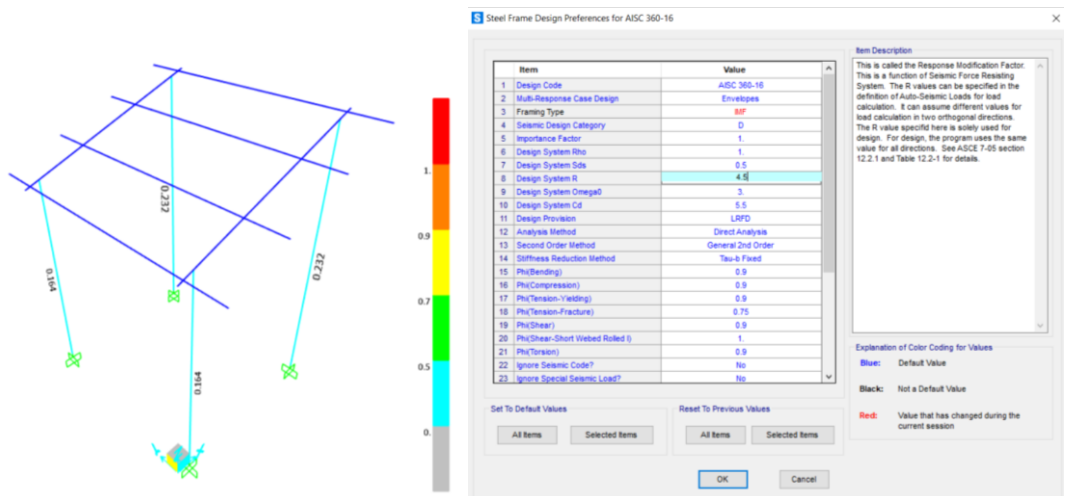 0.232
0.232
0.164
0.164
1.
0.9
0.7
0.5
0.
S Steel Frame Design Preferences for AISC 360-16
Item Value
1 Design Code AISC 360-16
2 Multi-Response Case Design Envelopes
3 Framing Type IMF
4 Seismic Design Category D
5 Importance Factor 1.
6 Design System Rho 1.
7 Design System Sds 0.5
8 Design System R 4.5
9 Design System Omega0 3.
10 Design System Cd 5.5
11 Design Provision LRFD
12 Analysis Method Direct Analysis
13 Second Order Method General 2nd Order
14 Stiffness Reduction Method Tau-b Fixed
15 Phi(Bending) 0.9
16 Phi(Compression) 0.9
17 Phi(Tension-Yielding) 0.9
18 Phi(Tension-Fracture) 0.75
19 Phi(Shear) 0.9
20 Phi(Shear-Short Webed Rolled I) 1.
21 Phi(Torsion) 0.9
22 Ignore Seismic Code? No
23 Ignore Special Seismic Load? No
Set To Default Values
All Items Selected Items
Reset To Previous Values
All Items Selected Items
Item Description
This is called the Response Modification Factor.
This is a function of Seismic Force Resisting
System. The R values can be specified in the
definition of Auto-Seismic Loads for load
calculation. It can assume different values for
load calculation in two orthogonal directions.
The R value specifid here is solely used for
design. For design, the program uses the same
value for all directions. See ASCE 7-05 section
12.2.1 and Table 12.2-1 for details.
Explanation of Color Coding for Values
Blue: Default Value
Black: Not a Default Value
Red: Value that has changed during the
current session
OK Cancel